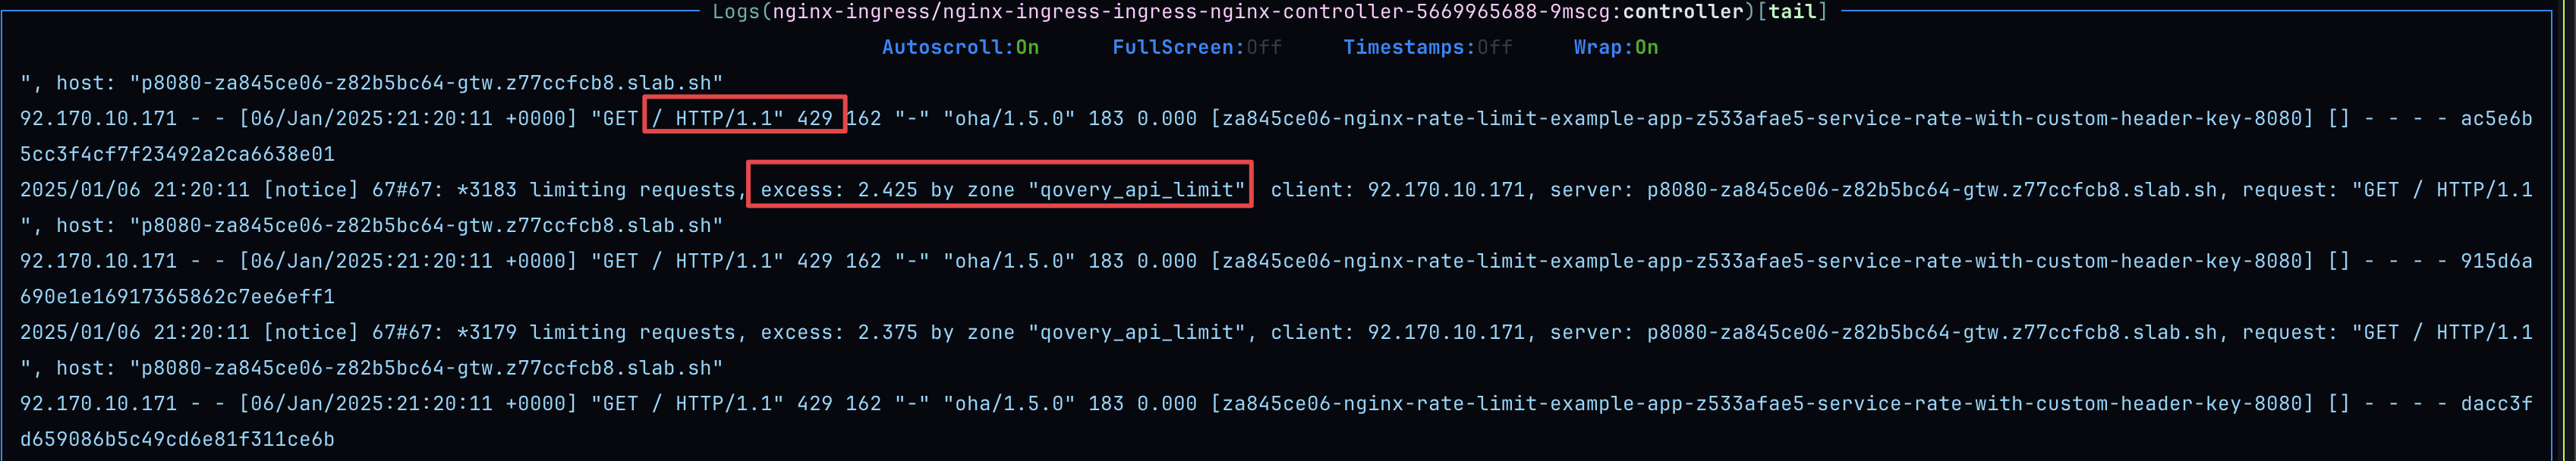 Logs(nginx-ingress/nginx-ingress-ingress-nginx-controller-5669965688-9mscg:controller)[tail]
Autoscroll:On FullScreen:Off Timestamps:Off Wrap:On
", host: "p8080-za845ce06-z82b5bc64-gtw.z77ccfcb8.slab.sh"
92.170.10.171 - - [06/Jan/2025:21:20:11 +0000] "GET / HTTP/1.1" 429 162 "-" "oha/1.5.0" 183 0.000 [za845ce06-nginx-rate-limit-example-app-z533afae5-service-rate-with-custom-header-key-8080] [] - - - - ac5e6b
5cc3f4cf7f23492a2ca6638e01
2025/01/06 21:20:11 [notice] 67#67: *3183 limiting requests, excess: 2.425 by zone "qovery_api_limit" client: 92.170.10.171, server: p8080-za845ce06-z82b5bc64-gtw.z77ccfcb8.slab.sh, request: "GET / HTTP/1.1
", host: "p8080-za845ce06-z82b5bc64-gtw.z77ccfcb8.slab.sh"
92.170.10.171 - - [06/Jan/2025:21:20:11 +0000] "GET / HTTP/1.1" 429 162 "-" "oha/1.5.0" 183 0.000 [za845ce06-nginx-rate-limit-example-app-z533afae5-service-rate-with-custom-header-key-8080] [] - - - - 915d6a
690e1e16917365862c7ee6eff1
2025/01/06 21:20:11 [notice] 67#67: *3179 limiting requests, excess: 2.375 by zone "qovery_api_limit", client: 92.170.10.171, server: p8080-za845ce06-z82b5bc64-gtw.z77ccfcb8.slab.sh, request: "GET / HTTP/1.1
", host: "p8080-za845ce06-z82b5bc64-gtw.z77ccfcb8.slab.sh"
92.170.10.171 - - [06/Jan/2025:21:20:11 +0000] "GET / HTTP/1.1" 429 162 "-" "oha/1.5.0" 183 0.000 [za845ce06-nginx-rate-limit-example-app-z533afae5-service-rate-with-custom-header-key-8080] [] - - - - dacc3f
d659086b5c49cd6e81f311ce6b